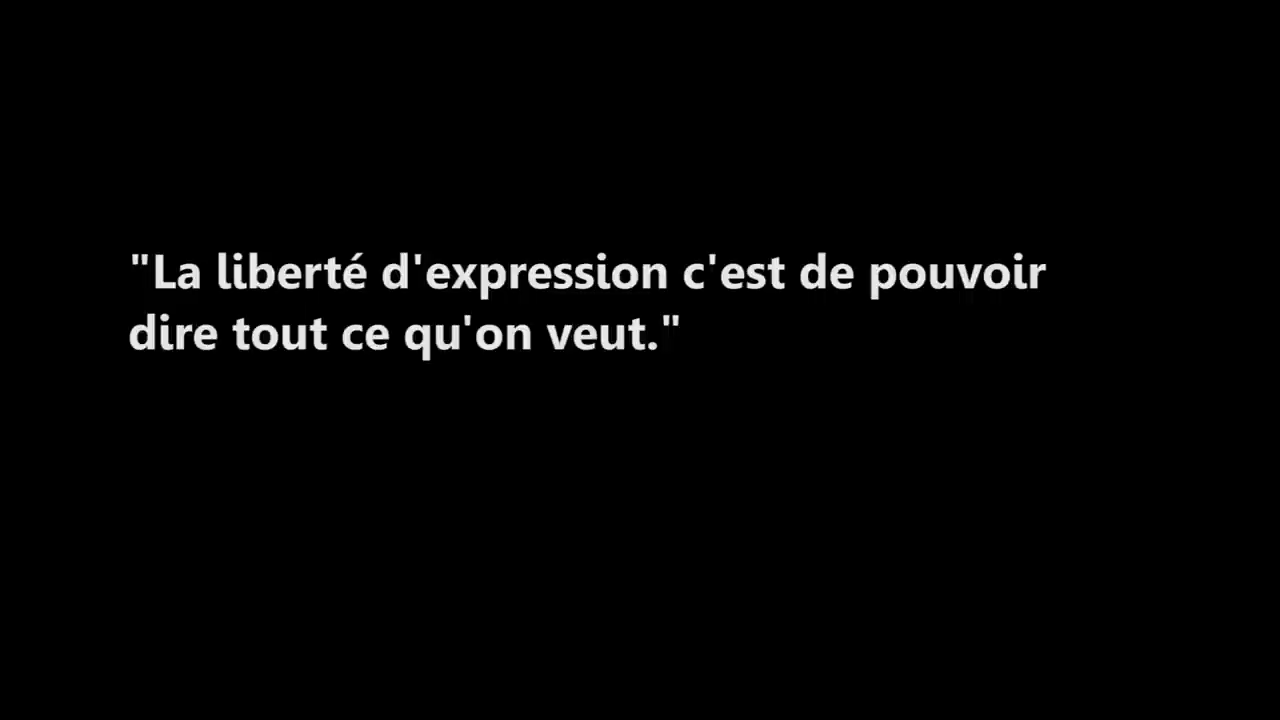 "La liberté d'expression c'est de pouvoir
dire tout ce qu'on veut."